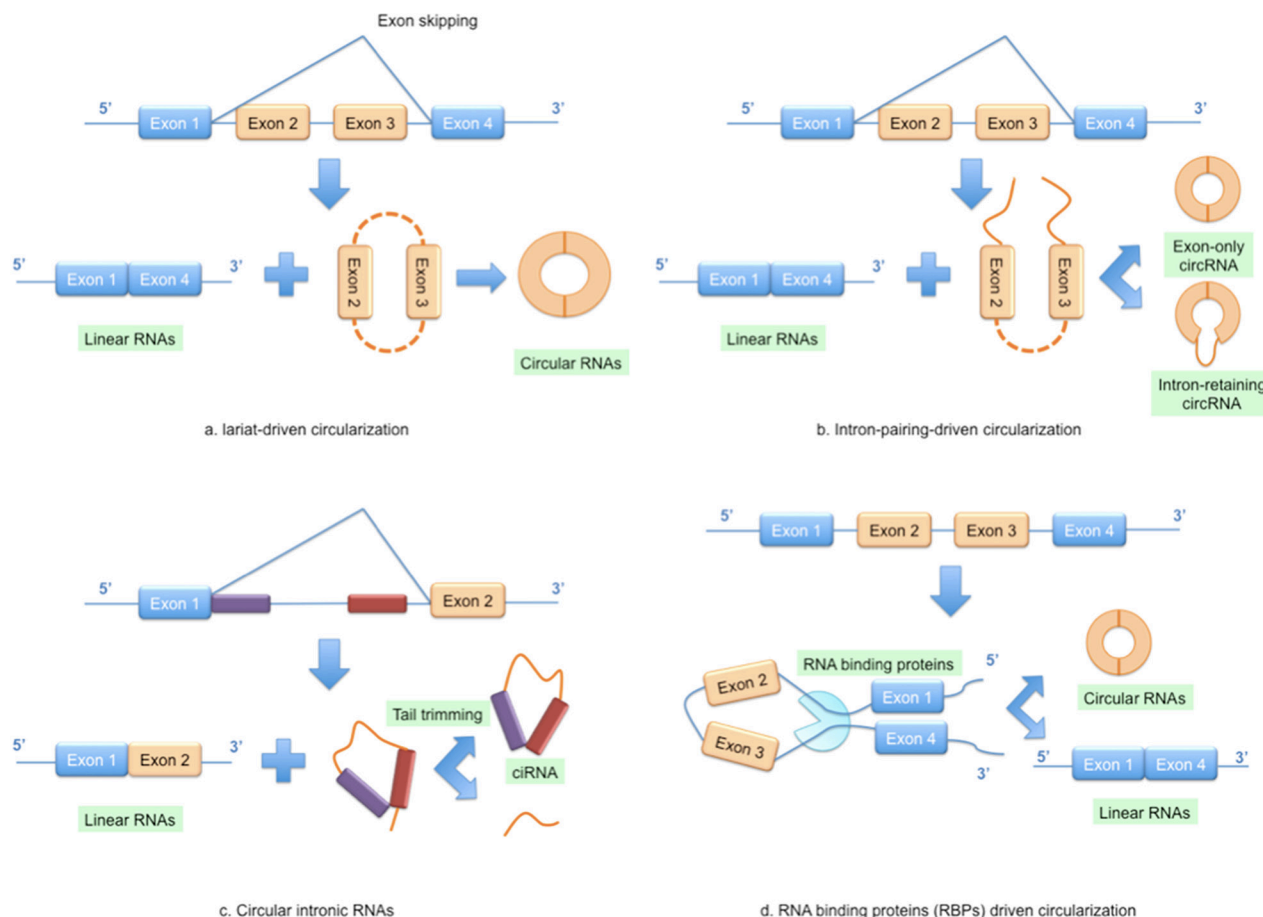 Exon skipping
5’
Exon 1
Exon 2
Exon 3
Exon 4
3’
5’
Exon 1
Exon 4
3’
Exon 2
Exon 3
Linear RNAs
Circular RNAs
a. lariat-driven circularization
5’
Exon 1
Exon 2
Exon 3
Exon 4
3’
5’
Exon 1
Exon 4
3’
Exon 2
Exon 3
Linear RNAs
Exon-only
circRNA
Intron-retaining
circRNA
b. Intron-pairing-driven circularization
5’
Exon 1
Exon 2
3’
5’
Exon 1
Exon 2
3’
Linear RNAs
Tail trimming
ciRNA
c. Circular intronic RNAs
5’
Exon 1
Exon 2
Exon 3
Exon 4
3’
RNA binding proteins
Exon 2
Exon 3
Exon 1
5’
Exon 4
3’
Circular RNAs
5’
Exon 1
Exon 4
3’
Linear RNAs
d. RNA binding proteins (RBPs) driven circularization